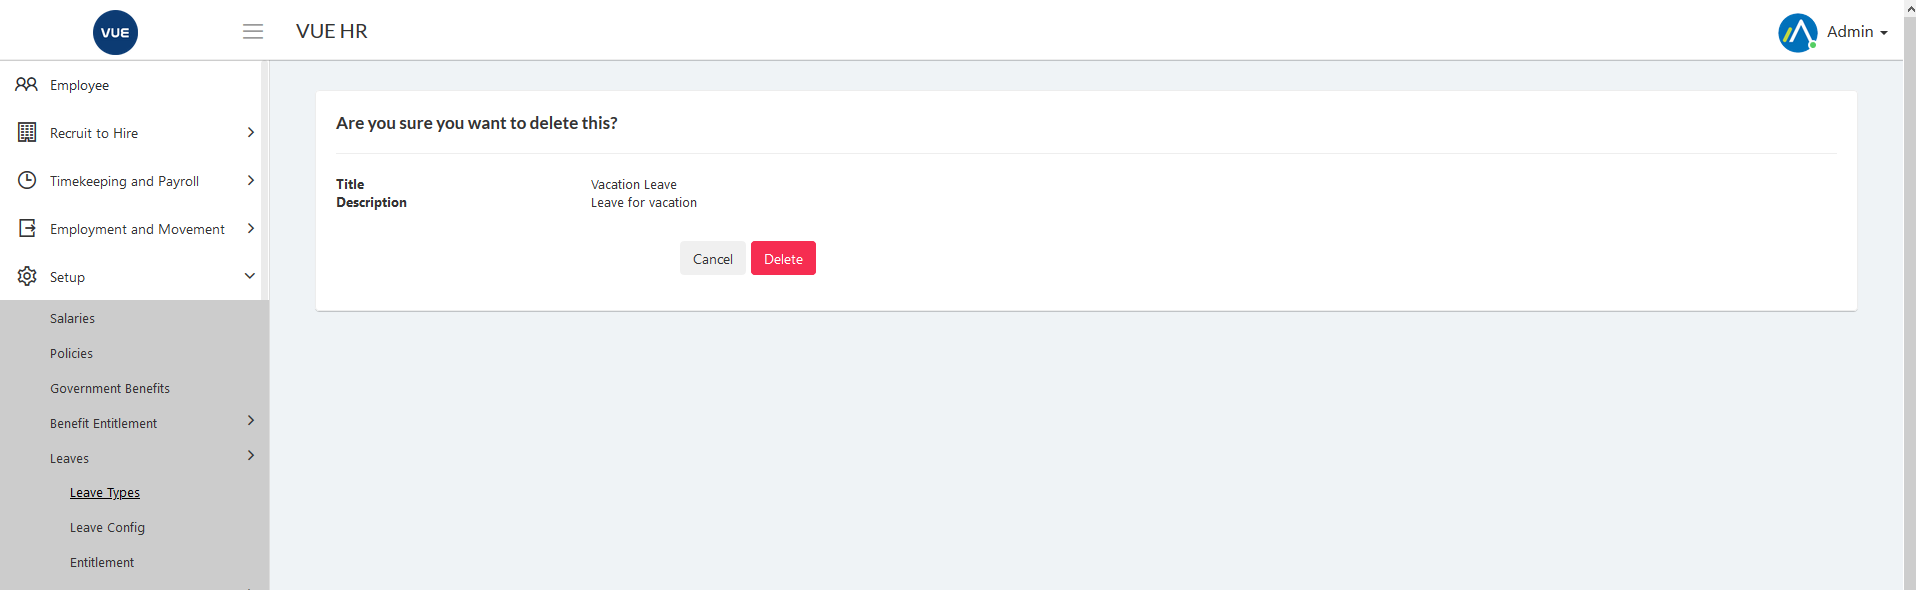 VUE
VUE HR
Admin
Employee
Recruit to Hire
Timekeeping and Payroll
Employment and Movement
Setup
Salaries
Policies
Government Benefits
Benefit Entitlement
Leaves
Leave Types
Leave Config
Entitlement
Are you sure you want to delete this?
Title Vacation Leave
Description Leave for vacation
Cancel Delete